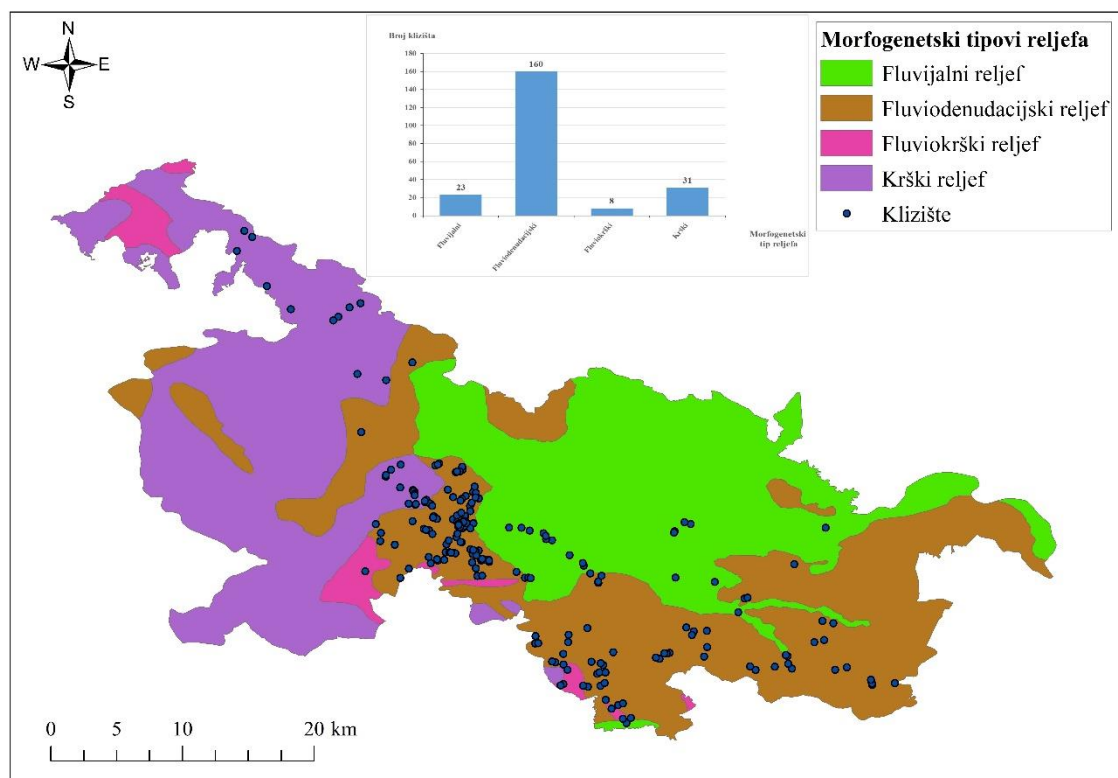 N
W E
S
Broj klizišta
180
160
140
120
100
80
60
40
20
0
23
160
8
31
Fluvijalni
Fluviodenudacijski
Fluviokrški
Krški
Morfogenetski
tip reljefa
Morfogenetski tipovi reljefa
Fluvijalni reljef
Fluviodenudacijski reljef
Fluviokrški reljef
Krški reljef
Klizište
0 5 10 20 km